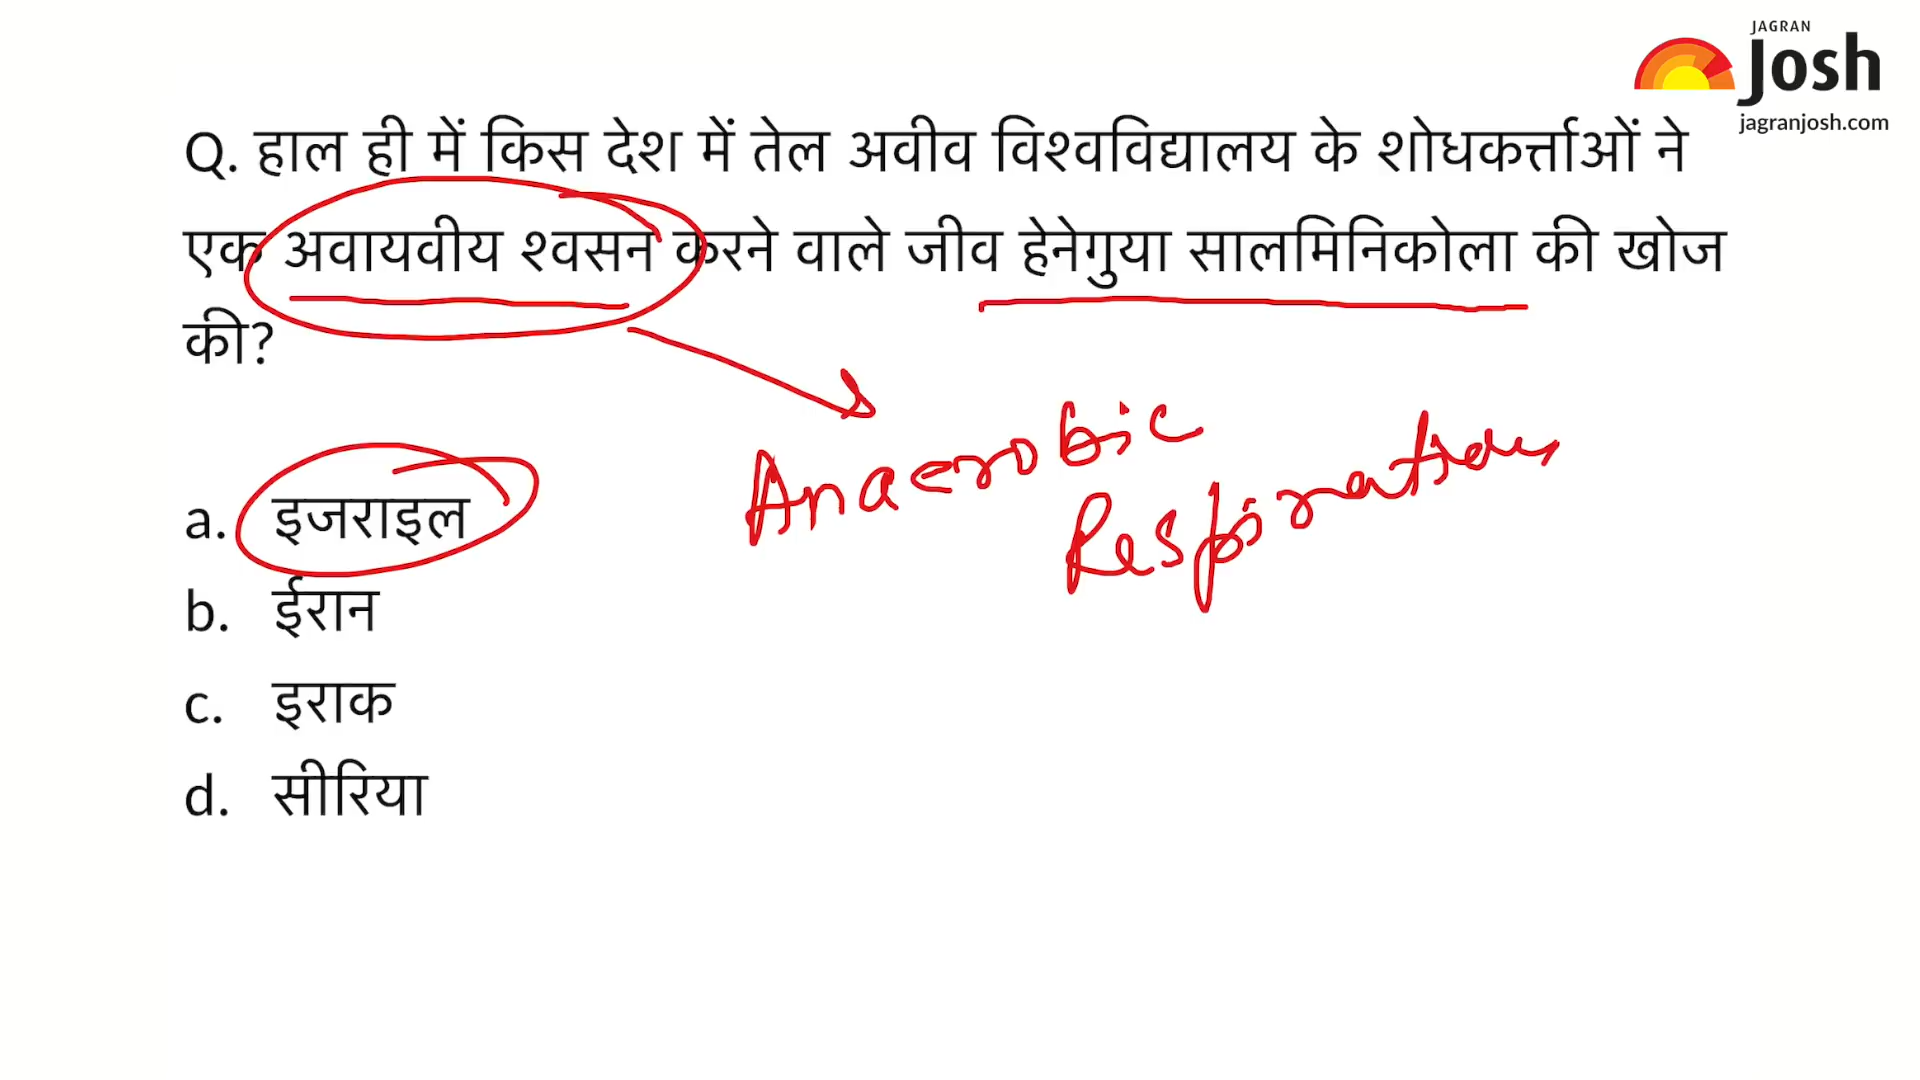 JAGRAN
Josh
jagranjosh.com
Q. हाल ही में किस देश में तेल अवीव विश्वविद्यालय के शोधकर्त्ताओं ने
एक अवायवीय श्वसन करने वाले जीव हेनेगुया सालमिनिकोला की खोज
की?
Anaerobic
Respiration
a. इजराइल
b. ईरान
c. इराक
d. सीरिया